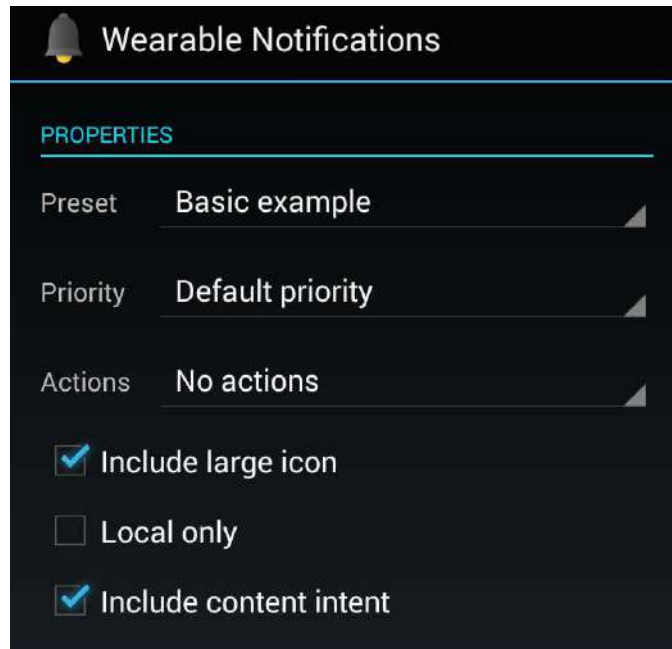 Wearable Notifications
PROPERTIES
Preset Basic example
Priority Default priority
Actions No actions
Include large icon
Local only
Include content intent